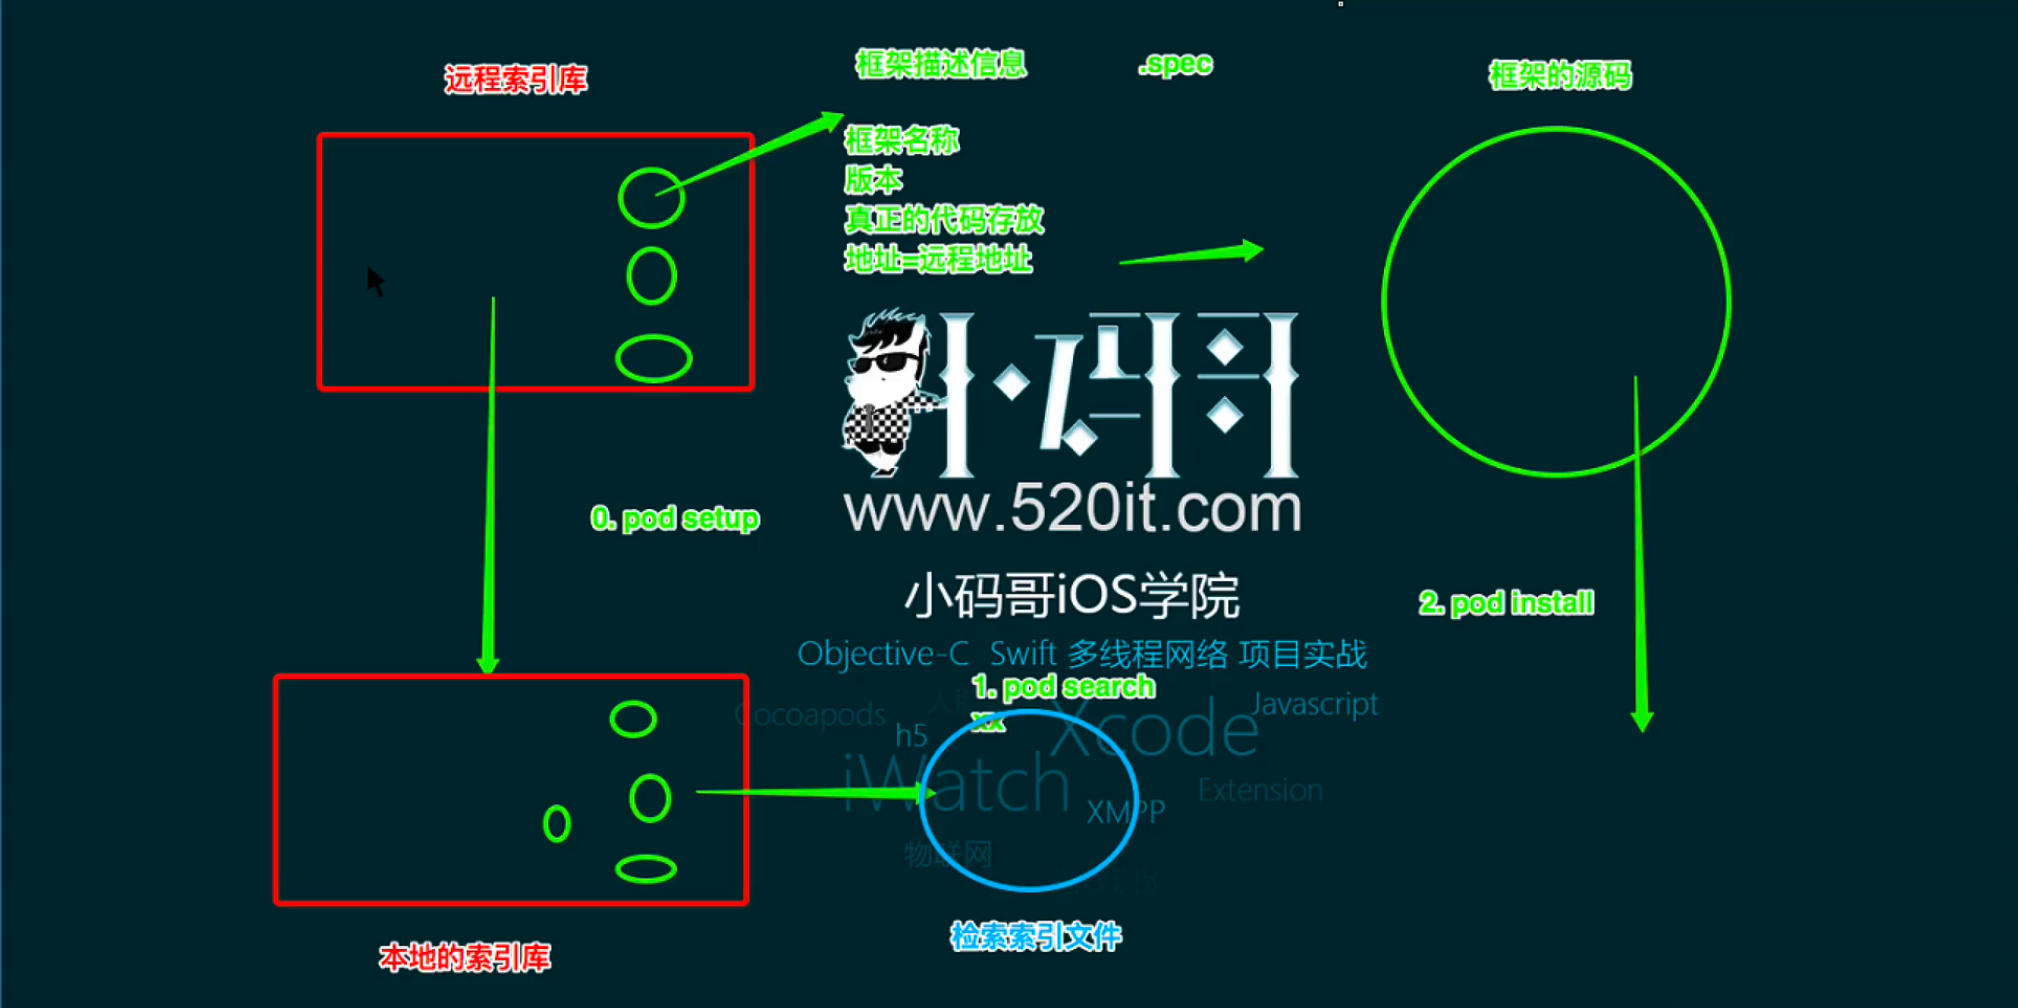 远程索引库
框架描述信息
.spec
框架的源码
框架名称
版本
真正的代码存放
地址=远程地址
小码哥
www.520it.com
0. pod setup
小码哥iOS学院
2. pod install
Objective-C Swift 多线程网络 项目实战
1. pod search
xx
Cocoapods
h5
Xcode
Javascript
iWatch
XMPP
Extension
物联网
检索索引文件
本地的索引库